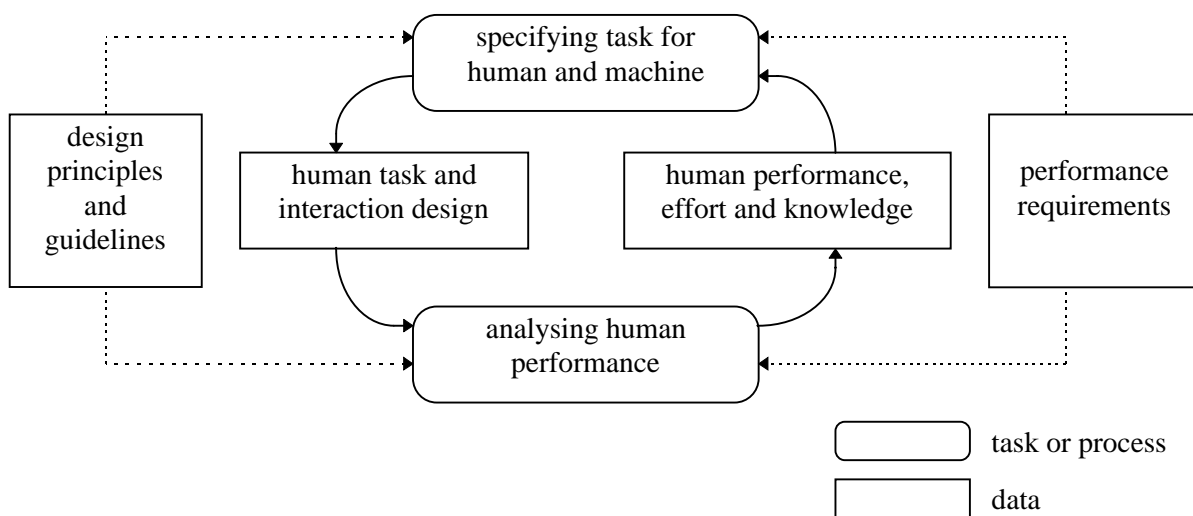 specifying task for
human and machine
design
principles
and
guidelines
human task and
interaction design
human performance,
effort and knowledge
performance
requirements
analysing human
performance
task or process
data